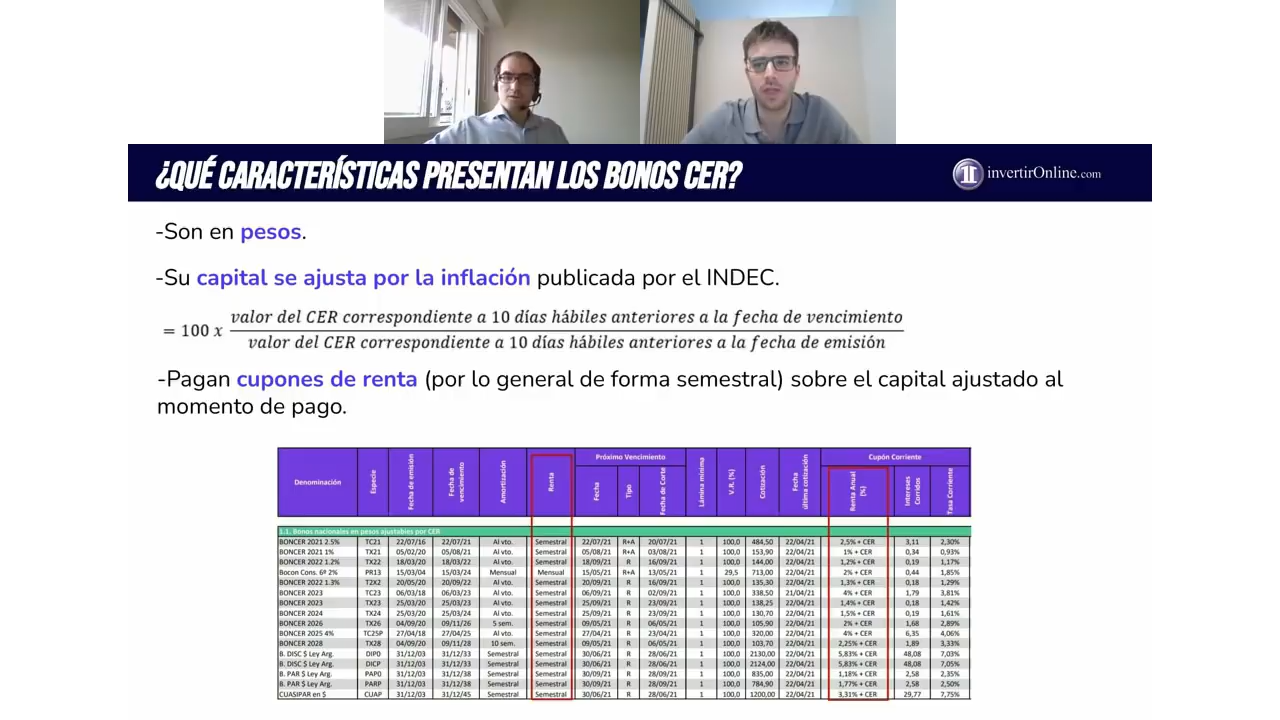 ¿QUÉ CARACTERÍSTICAS PRESENTAN LOS BONOS CER?
invertirOnline.com
-Son en pesos.
-Su capital se ajusta por la inflación publicada por el INDEC.
valor del CER correspondiente a 10 días hábiles anteriores a la fecha de vencimiento
= 100 x
valor del CER correspondiente a 10 días hábiles anteriores a la fecha de emisión
-Pagan cupones de renta (por lo general de forma semestral) sobre el capital ajustado al
momento de pago.
Próximo Vencimiento Cupón Corriente
Denominación Especie Fecha de emisión Fecha de vencimiento Amortización Renta Fecha Tipo Fecha de Corte Lámina mínima V.R. (%) Cotización Fecha última cotización Renta Anual (%) Intereses Corridos Tasa Corriente
1.1. Bonos nacionales en pesos ajustables por CER
BONCER 2021 2.5% TC21 22/07/16 22/07/21 Al vto. Semestral 22/07/21 R+A 20/07/21 1 100,0 484,50 22/04/21 2,5% + CER 3,11 2,30%
BONCER 2021 1% TX21 05/02/20 05/08/21 Al vto. Semestral 05/08/21 R+A 03/08/21 1 100,0 153,90 22/04/21 1% + CER 0,34 0,93%
BONCER 2022 1.2% TX22 18/03/20 18/03/22 Al vto. Semestral 18/09/21 R 16/09/21 1 100,0 144,00 22/04/21 1,2% + CER 0,19 1,17%
Bocon Cons. 6ª 2% PR13 15/03/04 15/03/24 Mensual Mensual 15/05/21 R+A 13/05/21 1 29,5 713,00 22/04/21 2% + CER 0,44 1,85%
BONCER 2022 1.3% T2X2 20/05/20 20/09/22 Al vto. Semestral 20/09/21 R 16/09/21 1 100,0 135,30 22/04/21 1,3% + CER 0,18 1,29%
BONCER 2023 TC23 06/03/18 06/03/23 Al vto. Semestral 06/09/21 R 02/09/21 1 100,0 338,50 21/04/21 4% + CER 1,79 3,81%
BONCER 2023 TX23 25/03/20 25/03/23 Al vto. Semestral 25/09/21 R 23/09/21 1 100,0 138,25 22/04/21 1,4% + CER 0,18 1,42%
BONCER 2024 TX24 25/03/20 25/03/24 Al vto. Semestral 25/09/21 R 23/09/21 1 100,0 130,70 22/04/21 1,5% + CER 0,19 1,61%
BONCER 2026 TX26 04/09/20 09/11/26 5 sem. Semestral 09/05/21 R 06/05/21 1 100,0 105,90 22/04/21 2% + CER 1,68 2,89%
BONCER 2025 4% TC25P 27/04/18 27/04/25 Al vto. Semestral 27/04/21 R 23/04/21 1 100,0 320,00 22/04/21 4% + CER 6,35 4,06%
BONCER 2028 TX28 04/09/20 09/11/28 10 sem. Semestral 09/05/21 R 06/05/21 1 100,0 103,70 22/04/21 2,25% + CER 1,89 3,33%
B. DISC $ Ley Arg. DIP0 31/12/03 31/12/33 Semestral Semestral 30/06/21 R 28/06/21 1 100,0 2130,00 22/04/21 5,83% + CER 48,08 7,03%
B. DISC $ Ley Arg. DICP 31/12/03 31/12/33 Semestral Semestral 30/06/21 R 28/06/21 1 100,0 2124,00 22/04/21 5,83% + CER 48,08 7,05%
B. PAR $ Ley Arg. PAP0 31/12/03 31/12/38 Semestral Semestral 30/09/21 R 28/09/21 1 100,0 835,00 22/04/21 1,18% + CER 2,58 2,35%
B. PAR $ Ley Arg. PARP 31/12/03 31/12/38 Semestral Semestral 30/09/21 R 28/09/21 1 100,0 784,90 22/04/21 1,77% + CER 2,58 2,50%
CUASIPAR en $ CUAP 31/12/03 31/12/45 Semestral Semestral 30/06/21 R 28/06/21 1 100,0 1200,00 22/04/21 3,31% + CER 29,77 7,75%